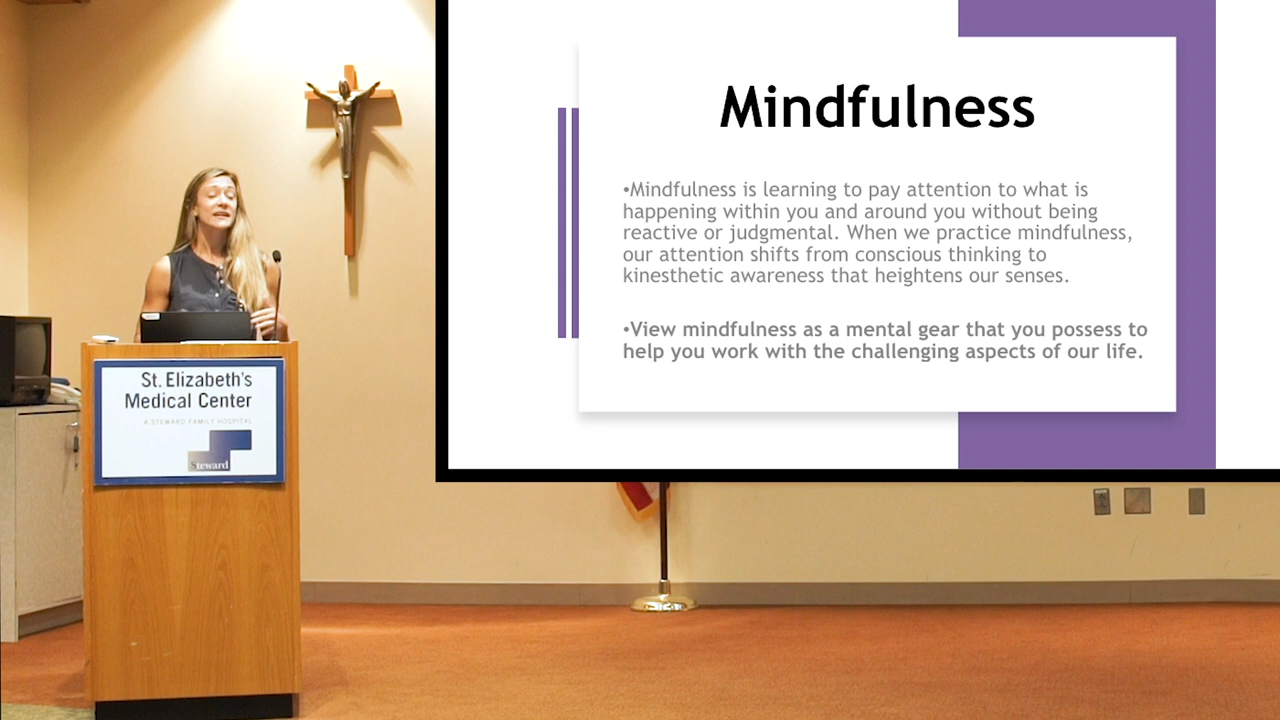 Mindfulness
•Mindfulness is learning to pay attention to what is
happening within you and around you without being
reactive or judgmental. When we practice mindfulness,
our attention shifts from conscious thinking to
kinesthetic awareness that heightens our senses.
•View mindfulness as a mental gear that you possess to
help you work with the challenging aspects of our life.
St. Elizabeth's
Medical Center
A STEWARD FAMILY HOSPITAL
Steward